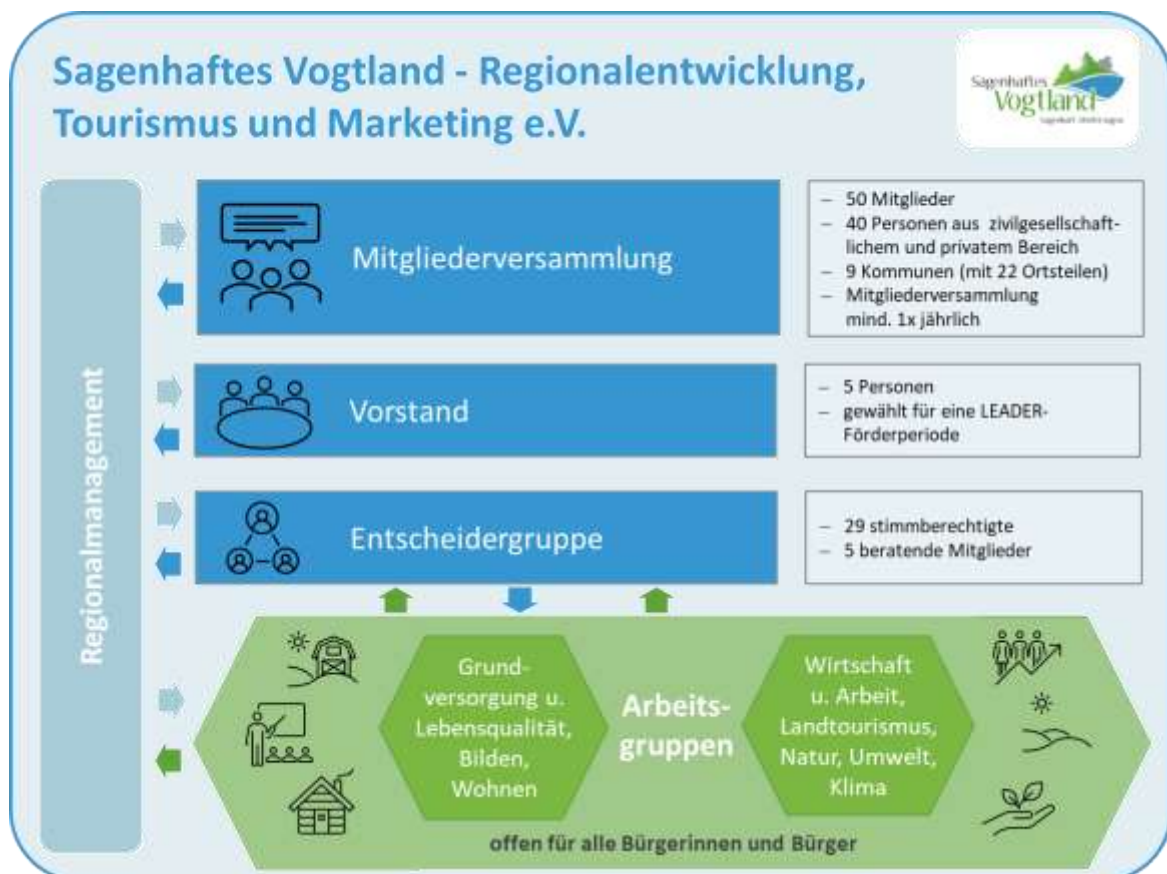 Sagenhaftes Vogtland - Regionalentwicklung,
Tourismus und Marketing e.V.
Sagenhaftes
Vogtland
Regionalmanagement
Mitgliederversammlung
– 50 Mitglieder
– 40 Personen aus zivilgesellschaft-
lichem und privatem Bereich
– 9 Kommunen (mit 22 Ortsteilen)
– Mitgliederversammlung
mind. 1x jährlich
Vorstand
– 5 Personen
– gewählt für eine LEADER-
Förderperiode
Entscheidergruppe
– 29 stimmberechtigte
– 5 beratende Mitglieder
Grund-
versorgung u.
Lebensqualität,
Bilden,
Wohnen
Arbeits-
gruppen
Wirtschaft
u. Arbeit,
Landtourismus,
Natur, Umwelt,
Klima
offen für alle Bürgerinnen und Bürger